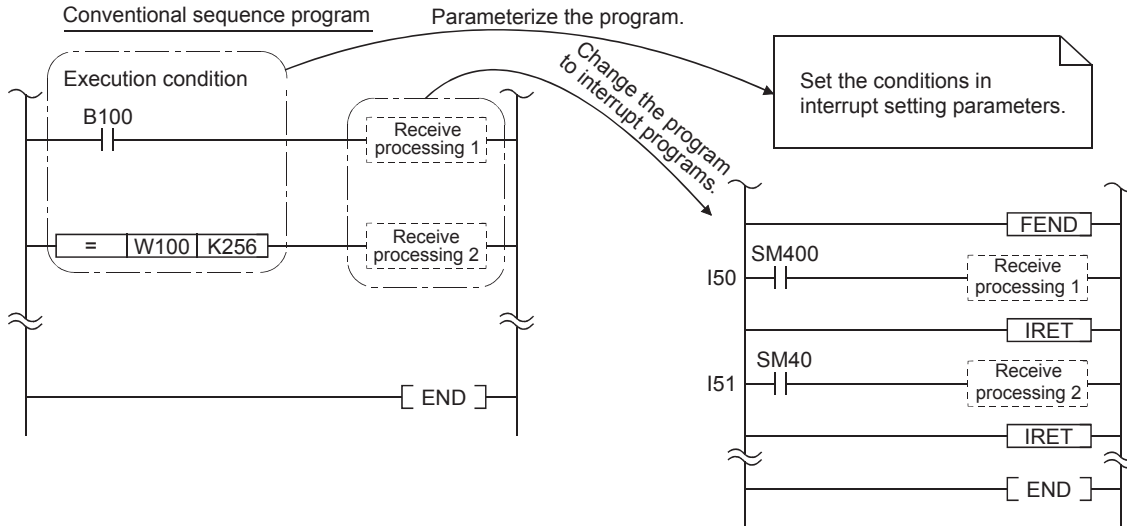 Conventional sequence program
Parameterize the program.
Execution condition
B100
Receive
processing 1
=
W100
K256
Receive
processing 2
END
Change the program
to interrupt programs.
Set the conditions in
interrupt setting parameters.
FEND
SM400
I50
Receive
processing 1
IRET
SM40
I51
Receive
processing 2
IRET
END